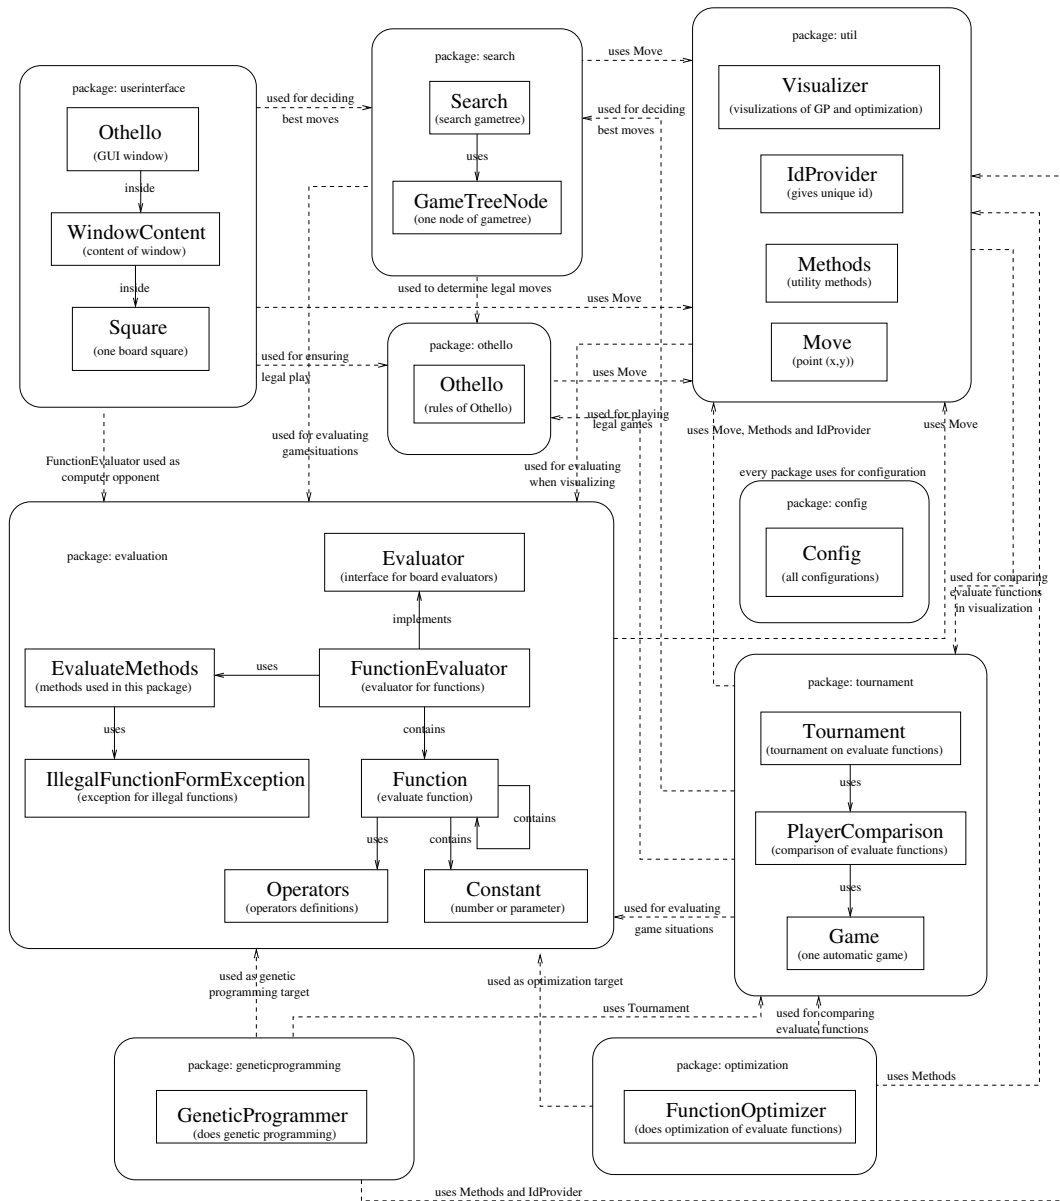 package: userinterface
Othello
(GUI window)
inside
WindowContent
(content of window)
inside
Square
(one board square)
used for deciding
best moves
package: search
Search
(search gametree)
uses
GameTreeNode
(one node of gametree)
uses Move
used for deciding
best moves
package: util
Visualizer
(visulizations of GP and optimization)
IdProvider
(gives unique id)
Methods
(utility methods)
Move
(point (x,y))
used to determine legal moves
uses Move
used for ensuring
legal play
package: othello
Othello
(rules of Othello)
uses Move
used for playing
legal games
uses Move, Methods and IdProvider
uses Move
FunctionEvaluator used as
computer opponent
used for evaluating
gamesituations
used for evaluating
when visualizing
every package uses for configuration
package: config
Config
(all configurations)
used for comparing
evaluate functions
in visualization
package: evaluation
Evaluator
(interface for board evaluators)
implements
EvaluateMethods
(methods used in this package)
uses
FunctionEvaluator
(evaluator for functions)
uses
contains
IllegalFunctionFormException
(exception for illegal functions)
Function
(evaluate function)
contains
uses
contains
Operators
(operators definitions)
Constant
(number or parameter)
package: tournament
Tournament
(tournament on evaluate functions)
uses
PlayerComparison
(comparison of evaluate functions)
uses
Game
(one automatic game)
used for evaluating
game situations
used as genetic
programming target
used as optimization target
uses Tournament
used for comparing
evaluate functions
package: geneticprogramming
GeneticProgrammer
(does genetic programming)
package: optimization
FunctionOptimizer
(does optimization of evaluate functions)
uses Methods
uses Methods and IdProvider